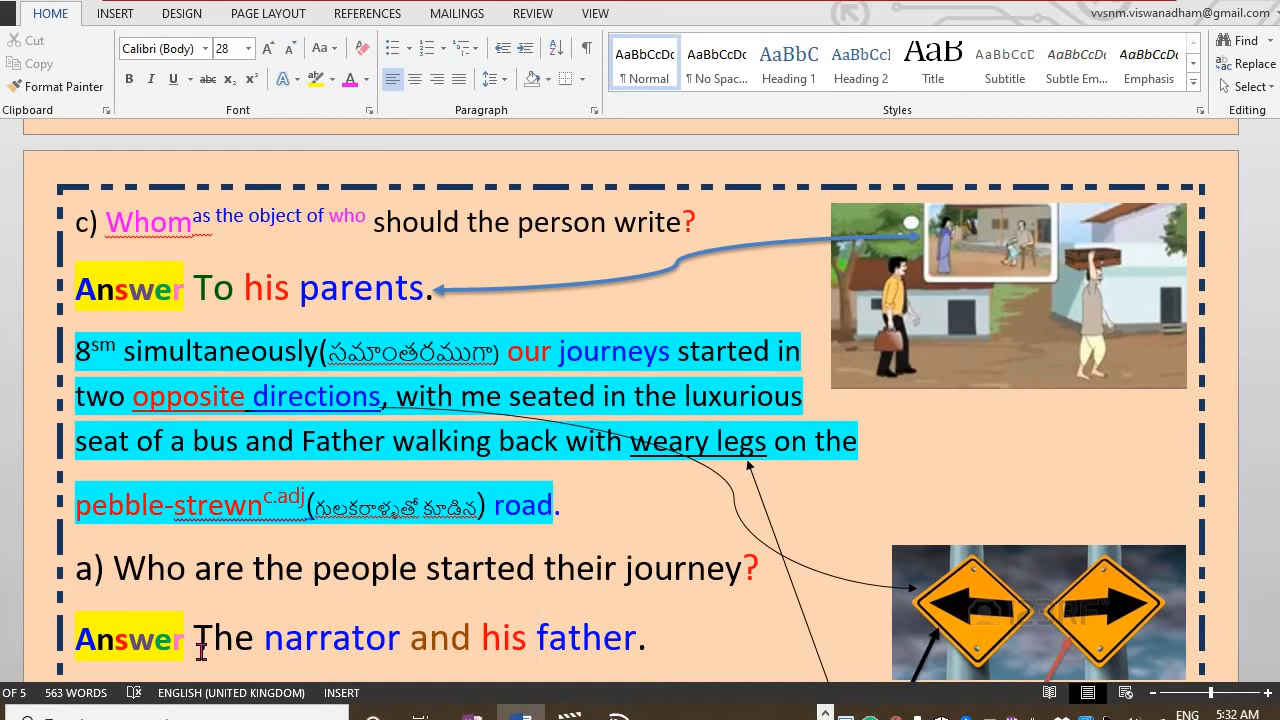 HOME INSERT DESIGN PAGE LAYOUT REFERENCES MAILINGS REVIEW VIEW vvsnm.viswanadham@gmail.com
Cut
Copy
Format Painter
Clipboard
Calibri (Body) 28 Aa
B I U abc x₂ x² A A
Font
Paragraph
AaBbCcDc AaBbCcDc AaBbC AaBbCcI AaB AaBbCcD AaBbCcDc AaBbCcDc
¶ Normal ¶ No Spac... Heading 1 Heading 2 Title Subtitle Subtle Em... Emphasis
Styles
Find
Replace
Select
Editing
c) Whom as the object of who should the person write?
Answer To his parents.
8sm simultaneously(సమాంతరముగా) our journeys started in
two opposite directions, with me seated in the luxurious
seat of a bus and Father walking back with weary legs on the
pebble-strewn c.adj(గులకరాళ్ళతో కూడిన) road.
a) Who are the people started their journey?
Answer The narrator and his father.
123RF
OF 5 563 WORDS ENGLISH (UNITED KINGDOM) INSERT
ENG 5:32 AM